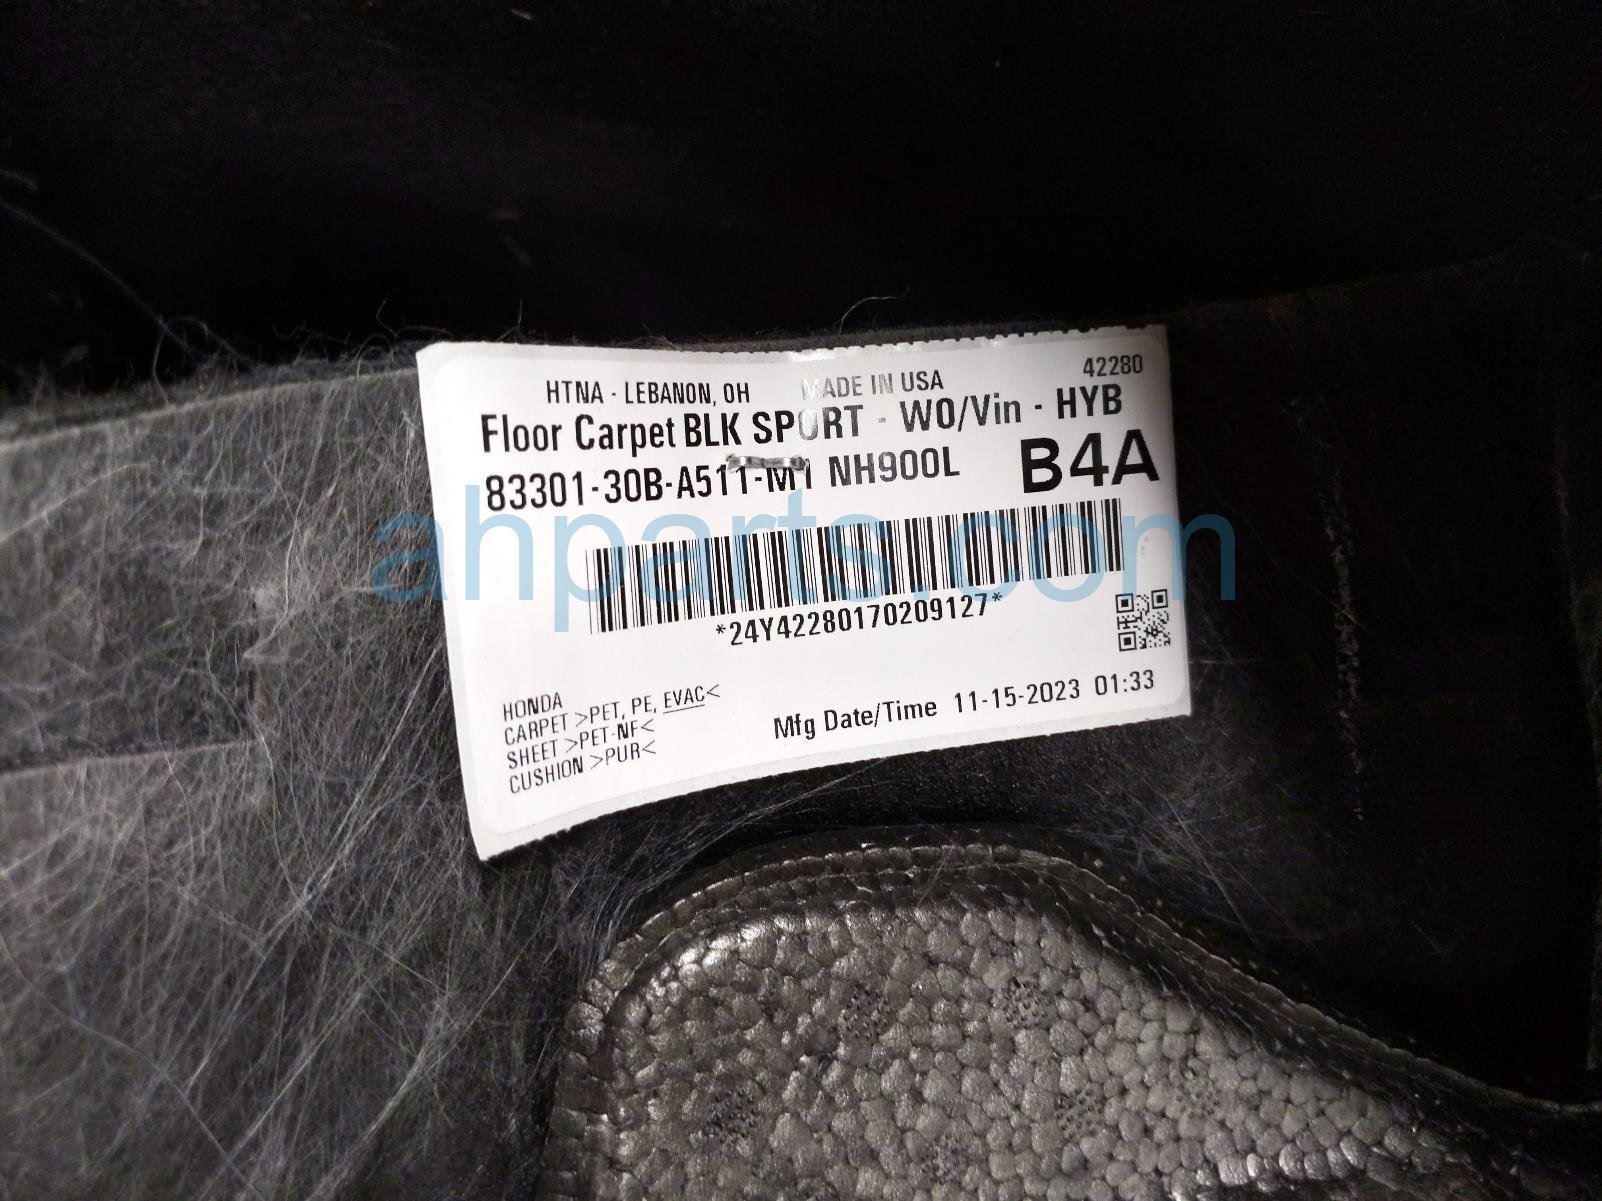 HTNA - LEBANON, OH MADE IN USA 42280
Floor Carpet BLK SPORT - WO/Vin - HYB
83301-30B-A511-M1 NH900L B4A
ahparts.com
*24Y42280170209127*
HONDA
CARPET >PET, PE, EVAC<
SHEET >PET-NF<
CUSHION >PUR<
Mfg Date/Time 11-15-2023 01:33